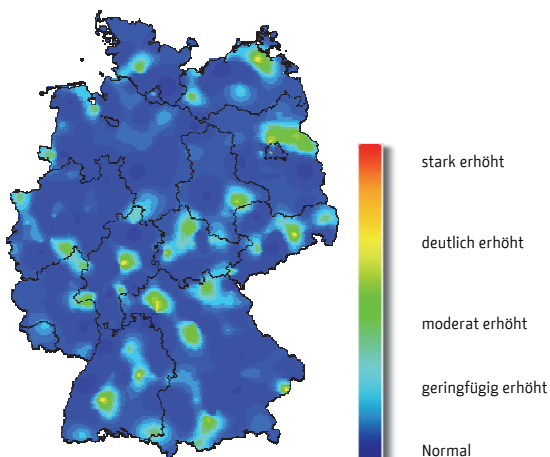 stark erhöht
deutlich erhöht
moderat erhöht
geringfügig erhöht
Normal